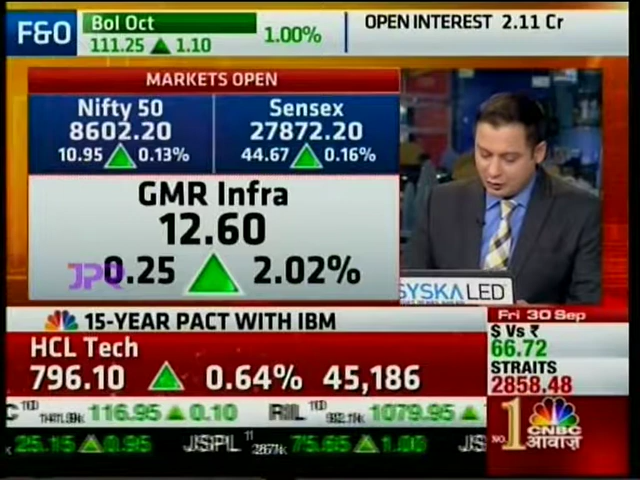 F&O
Bol Oct
111.25 1.10
1.00%
OPEN INTEREST 2.11 Cr
MARKETS OPEN
Nifty 50
8602.20
10.95 0.13%
Sensex
27872.20
44.67 0.16%
GMR Infra
12.60
0.25 2.02%
JPQ
SYSKA LED
15-YEAR PACT WITH IBM
HCL Tech
796.10 0.64% 45,186
Fri 30 Sep
$ Vs ₹
66.72
STRAITS
2858.48
C 116.95 0.10 RIL 1079.95
25.15 0.95 JSPL 75.65 1.00 JS
NO. 1 CNBC
आवाज़